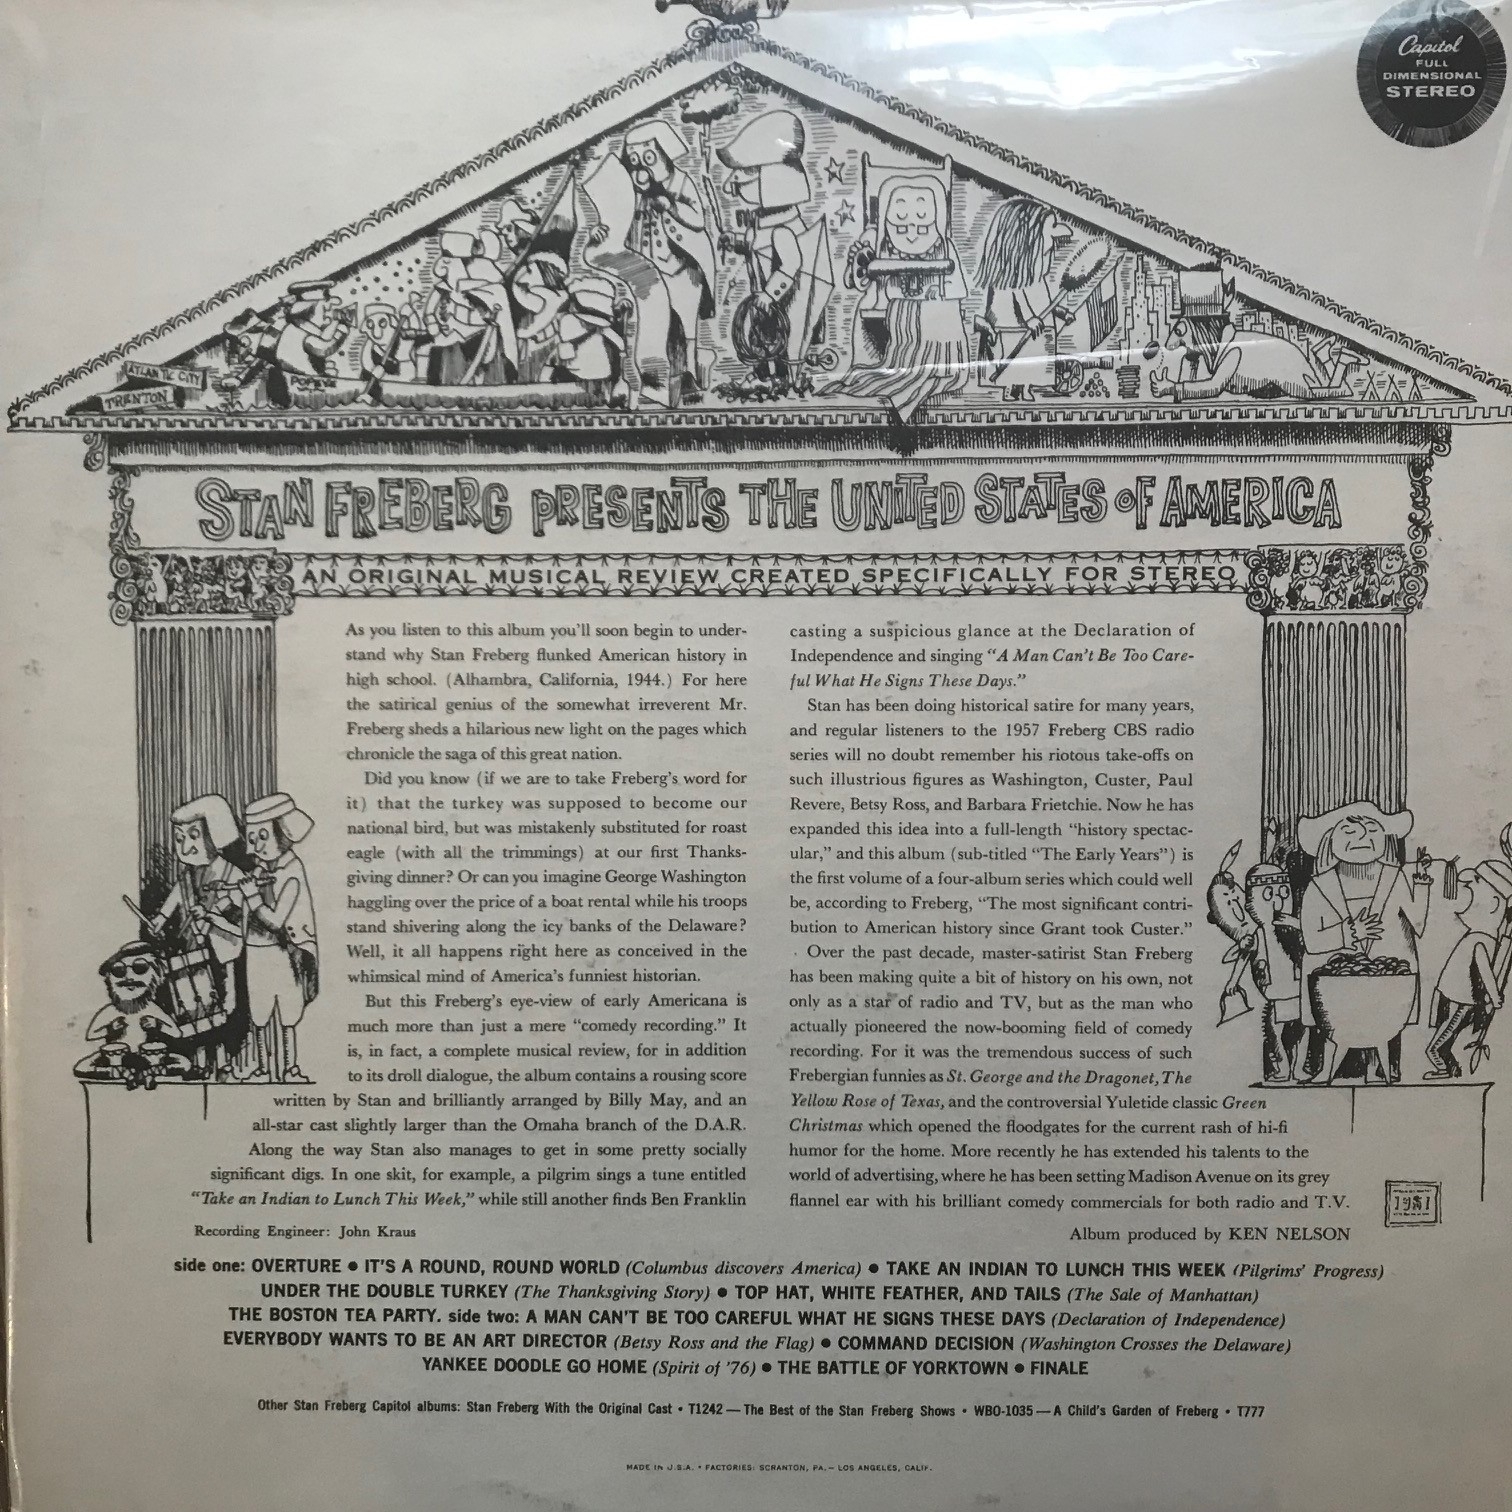 Capitol
FULL
DIMENSIONAL
STEREO
ATLANTIC CITY
TRENTON
POPEYE
STAN FREBERG PRESENTS THE UNITED STATES OF AMERICA
AN ORIGINAL MUSICAL REVIEW CREATED SPECIFICALLY FOR STEREO
As you listen to this album you'll soon begin to under-
stand why Stan Freberg flunked American history in
high school. (Alhambra, California, 1944.) For here
the satirical genius of the somewhat irreverent Mr.
Freberg sheds a hilarious new light on the pages which
chronicle the saga of this great nation.
Did you know (if we are to take Freberg's word for
it) that the turkey was supposed to become our
national bird, but was mistakenly substituted for roast
eagle (with all the trimmings) at our first Thanks-
giving dinner? Or can you imagine George Washington
haggling over the price of a boat rental while his troops
stand shivering along the icy banks of the Delaware?
Well, it all happens right here as conceived in the
whimsical mind of America's funniest historian.
But this Freberg's eye-view of early Americana is
much more than just a mere "comedy recording." It
is, in fact, a complete musical review, for in addition
to its droll dialogue, the album contains a rousing score
written by Stan and brilliantly arranged by Billy May, and an
all-star cast slightly larger than the Omaha branch of the D.A.R.
Along the way Stan also manages to get in some pretty socially
significant digs. In one skit, for example, a pilgrim sings a tune entitled
"Take an Indian to Lunch This Week," while still another finds Ben Franklin
casting a suspicious glance at the Declaration of
Independence and singing "A Man Can't Be Too Care-
ful What He Signs These Days."
Stan has been doing historical satire for many years,
and regular listeners to the 1957 Freberg CBS radio
series will no doubt remember his riotous take-offs on
such illustrious figures as Washington, Custer, Paul
Revere, Betsy Ross, and Barbara Frietchie. Now he has
expanded this idea into a full-length "history spectac-
ular," and this album (sub-titled "The Early Years") is
the first volume of a four-album series which could well
be, according to Freberg, "The most significant contri-
bution to American history since Grant took Custer."
Over the past decade, master-satirist Stan Freberg
has been making quite a bit of history on his own, not
only as a star of radio and TV, but as the man who
actually pioneered the now-booming field of comedy
recording. For it was the tremendous success of such
Frebergian funnies as St. George and the Dragonet, The
Yellow Rose of Texas, and the controversial Yuletide classic Green
Christmas which opened the floodgates for the current rash of hi-fi
humor for the home. More recently he has extended his talents to the
world of advertising, where he has been setting Madison Avenue on its grey
flannel ear with his brilliant comedy commercials for both radio and T.V.
Recording Engineer: John Kraus
Album produced by KEN NELSON
side one: OVERTURE • IT'S A ROUND, ROUND WORLD (Columbus discovers America) • TAKE AN INDIAN TO LUNCH THIS WEEK (Pilgrims' Progress)
UNDER THE DOUBLE TURKEY (The Thanksgiving Story) • TOP HAT, WHITE FEATHER, AND TAILS (The Sale of Manhattan)
THE BOSTON TEA PARTY. side two: A MAN CAN'T BE TOO CAREFUL WHAT HE SIGNS THESE DAYS (Declaration of Independence)
EVERYBODY WANTS TO BE AN ART DIRECTOR (Betsy Ross and the Flag) • COMMAND DECISION (Washington Crosses the Delaware)
YANKEE DOODLE GO HOME (Spirit of '76) • THE BATTLE OF YORKTOWN • FINALE
Other Stan Freberg Capitol albums: Stan Freberg With the Original Cast • T1242 — The Best of the Stan Freberg Shows • WBO-1035 — A Child's Garden of Freberg • T777
MADE IN U.S.A. • FACTORIES: SCRANTON, PA. — LOS ANGELES, CALIF.